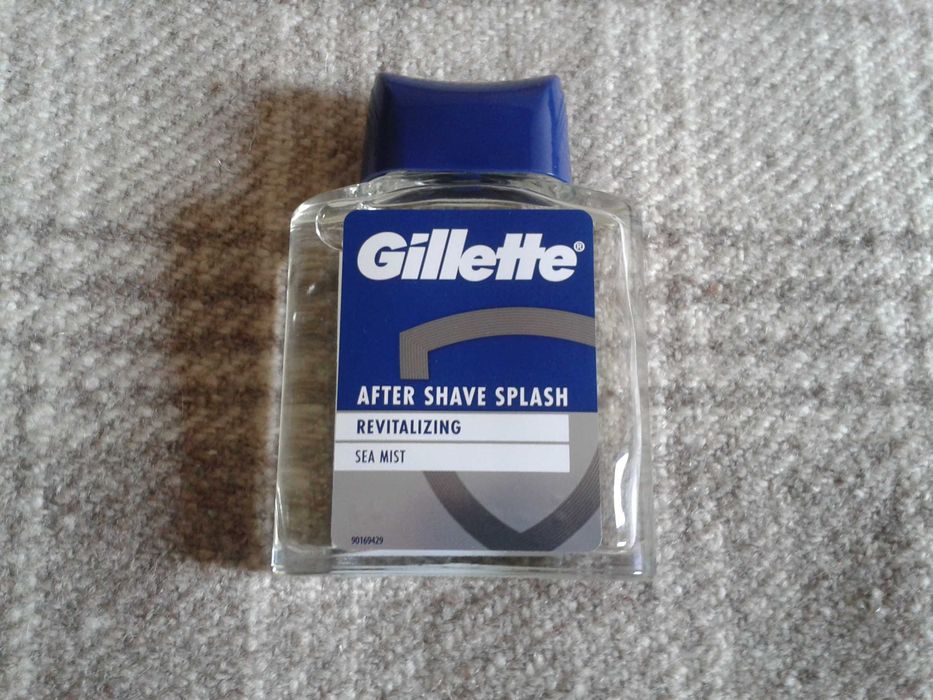 Gillette®
AFTER SHAVE SPLASH
REVITALIZING
SEA MIST
90169429